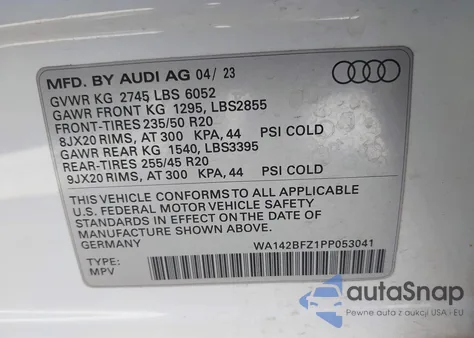 MFD. BY AUDI AG 04/ 23
GVWR KG 2745 LBS 6052
GAWR FRONT KG 1295, LBS2855
FRONT-TIRES 235/50 R20
8JX20 RIMS, AT 300 KPA, 44 PSI COLD
GAWR REAR KG 1540, LBS3395
REAR-TIRES 255/45 R20
9JX20 RIMS, AT 300 KPA, 44 PSI COLD
THIS VEHICLE CONFORMS TO ALL APPLICABLE
U.S. FEDERAL MOTOR VEHICLE SAFETY
STANDARDS IN EFFECT ON THE DATE OF
MANUFACTURE SHOWN ABOVE.
GERMANY
WA142BFZ1PP053041
TYPE:
MPV
autoSnap
Pewne auta z aukcji USA i EU